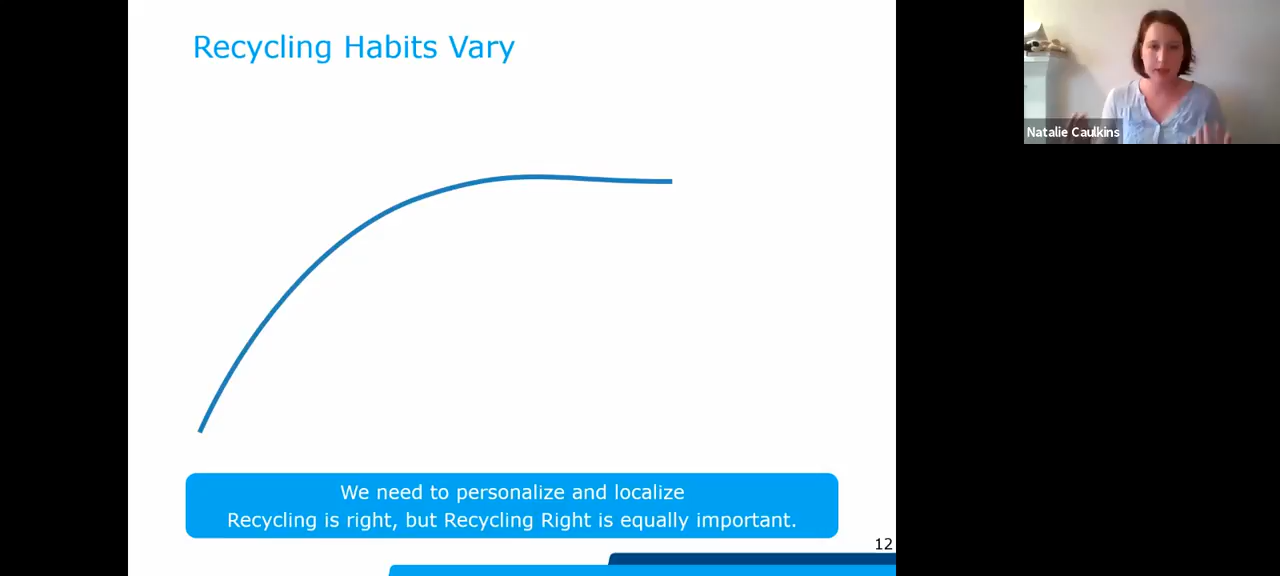 Recycling Habits Vary
Natalie Caulkins
We need to personalize and localize
Recycling is right, but Recycling Right is equally important.
12